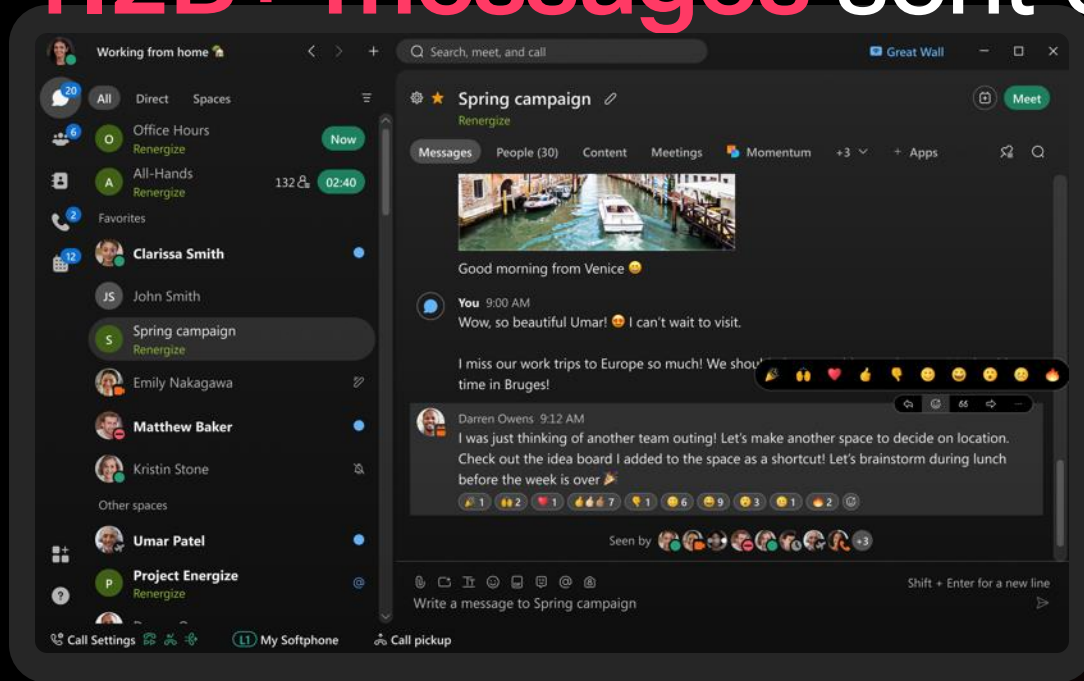 messages sent
Working from home
Search, meet, and call
Great Wall
20
All Direct Spaces
Office Hours
Renergize
Now
All-Hands
Renergize
132 02:40
6
2
12
Favorites
Clarissa Smith
JS John Smith
S Spring campaign
Renergize
Emily Nakagawa
Matthew Baker
Kristin Stone
Other spaces
Umar Patel
P Project Energize
Renergize
@
Spring campaign
Renergize
Meet
Messages People (30) Content Meetings Momentum +3 + Apps
Good morning from Venice 😀
You 9:00 AM
Wow, so beautiful Umar! 😍 I can't wait to visit.
I miss our work trips to Europe so much! We
time in Bruges!
Darren Owens 9:12 AM
I was just thinking of another team outing! Let's make another space to decide on location.
Check out the idea board I added to the space as a shortcut! Let's brainstorm during lunch
before the week is over 🎉
1 2 1 7 1 6 9 3 1 2
Seen by +3
Shift + Enter for a new line
Write a message to Spring campaign
Call Settings L1 My Softphone Call pickup